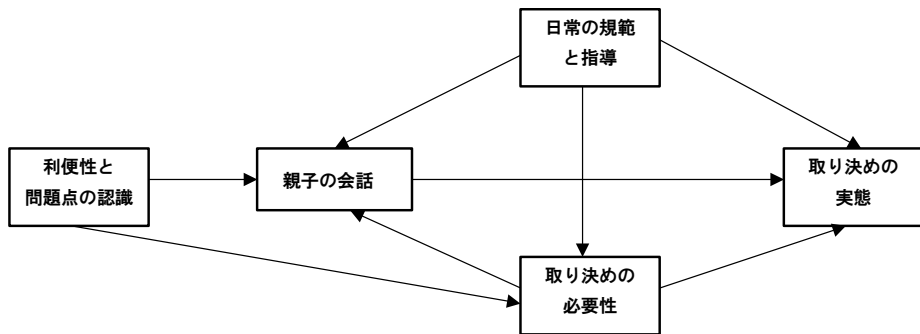 日常の規範
と指導
利便性と
問題点の認識
親子の会話
取り決めの
実態
取り決めの
必要性